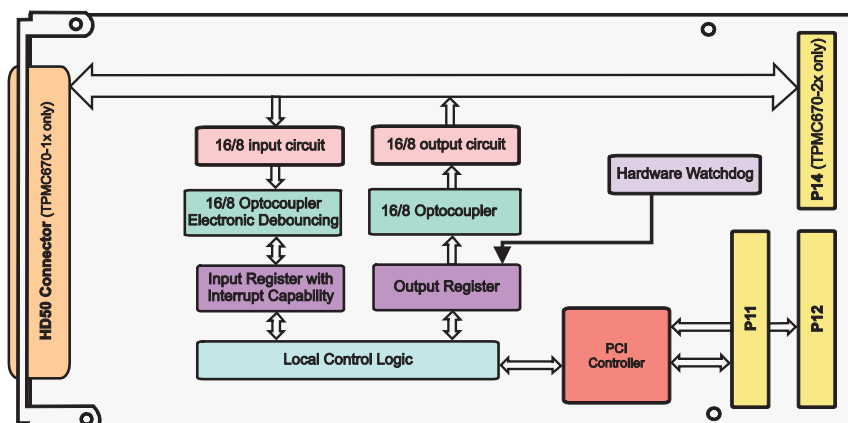 HD50 Connector (TPMC670-1x only)
P14 (TPMC670-2x only)
16/8 input circuit
16/8 output circuit
Hardware Watchdog
16/8 Optocoupler
Electronic Debouncing
16/8 Optocoupler
Input Register with
Interrupt Capability
Output Register
Local Control Logic
PCI
Controller
P11
P12